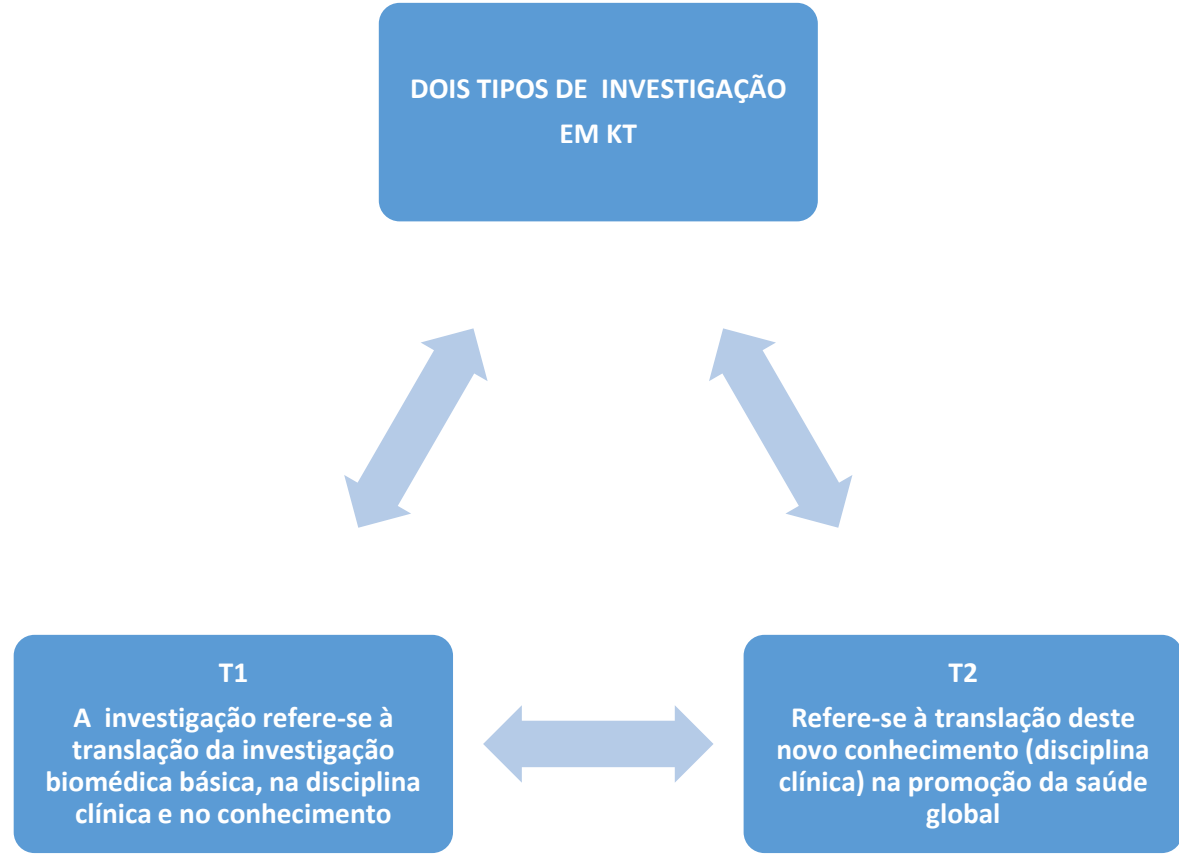 DOIS TIPOS DE  INVESTIGAÇÃO
EM KT
T1
A  investigação refere-se à
translação da investigação
biomédica básica, na disciplina
clínica e no conhecimento
T2
Refere-se à translação deste
novo conhecimento (disciplina
clínica) na promoção da saúde
global